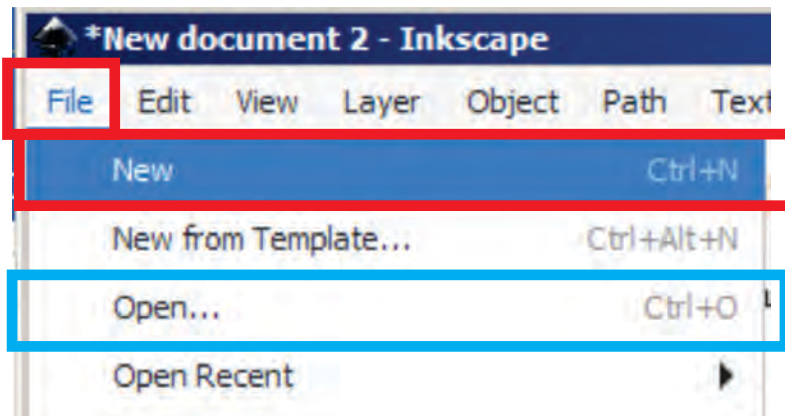 *New document 2 - Inkscape
File Edit View Layer Object Path Text
New Ctrl+N
New from Template... Ctrl+Alt+N
Open... Ctrl+O
Open Recent